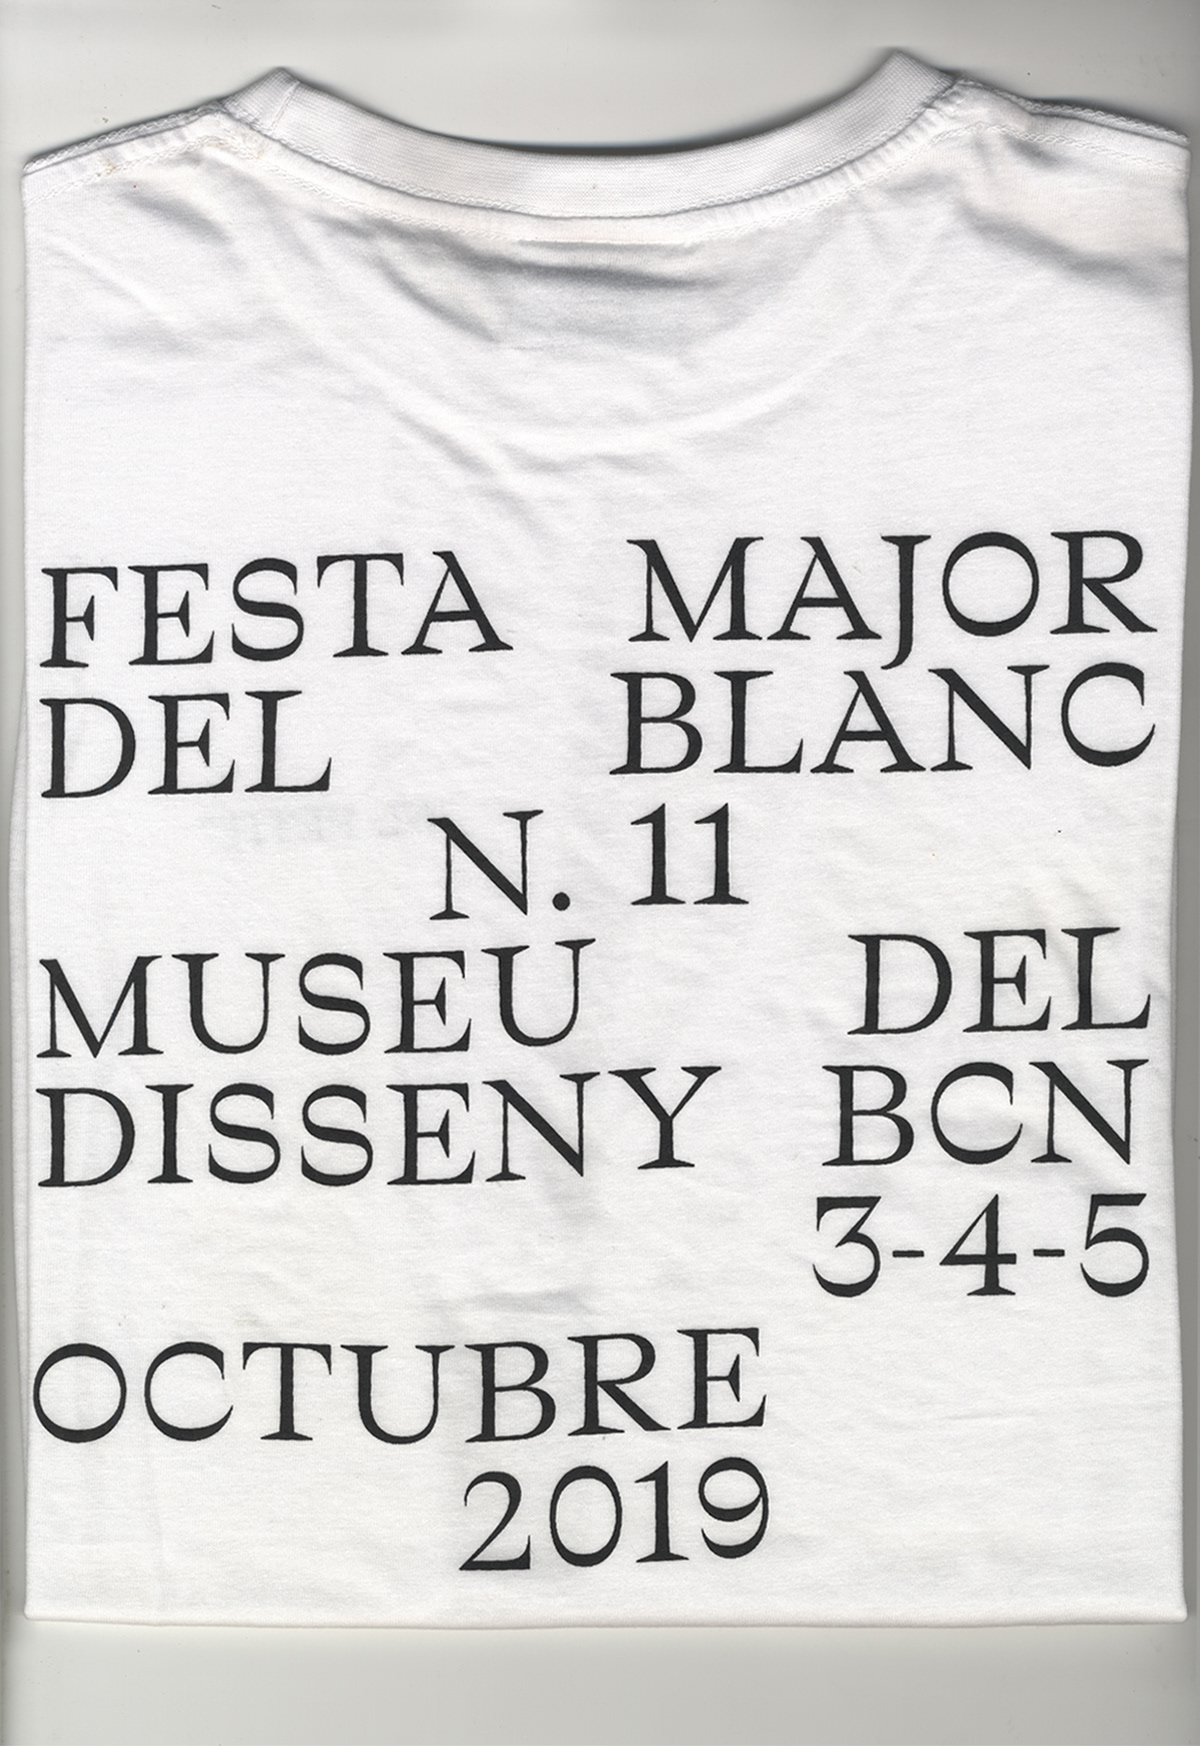 FESTA MAJOR
DEL BLANC
N. 11
MUSEU DEL
DISSENY BCN
3-4-5
OCTUBRE
2019